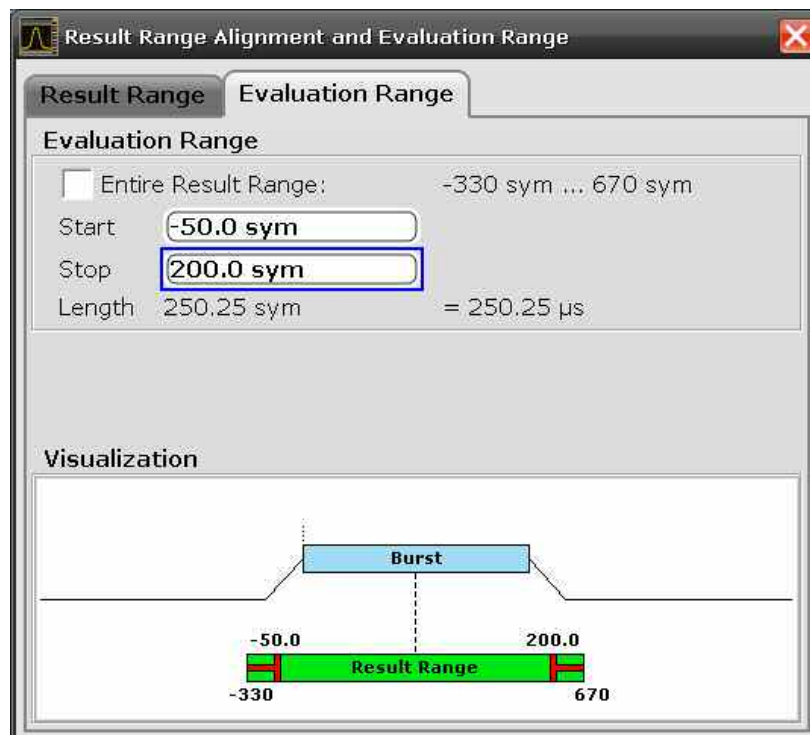 Result Range Alignment and Evaluation Range
Result Range Evaluation Range
Evaluation Range
Entire Result Range: -330 sym ... 670 sym
Start -50.0 sym
Stop 200.0 sym
Length 250.25 sym = 250.25 µs
Visualization
Burst
-50.0 200.0
Result Range
-330 670